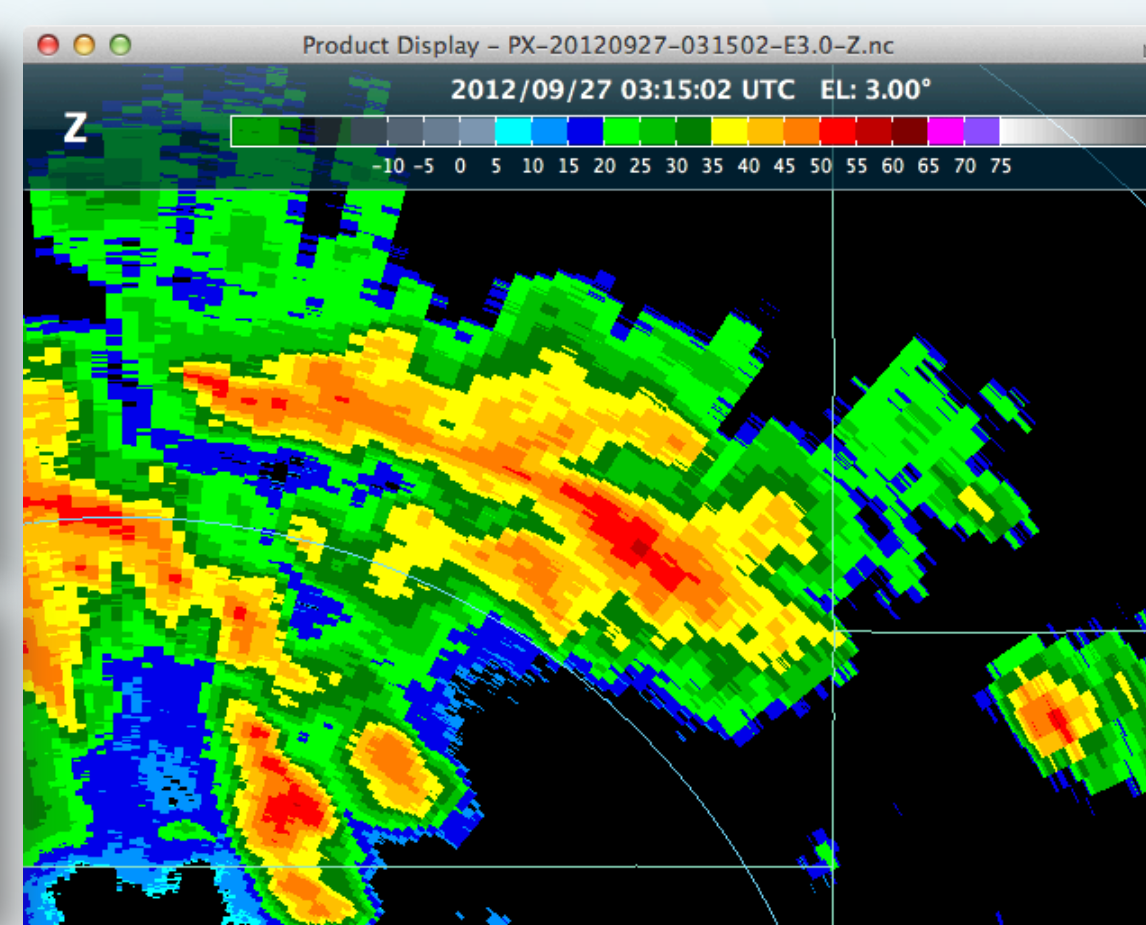 Product Display - PX-20120927-031502-E3.0-Z.nc
2012/09/27 03:15:02 UTC EL: 3.00°
Z
-10 -5 0 5 10 15 20 25 30 35 40 45 50 55 60 65 70 75